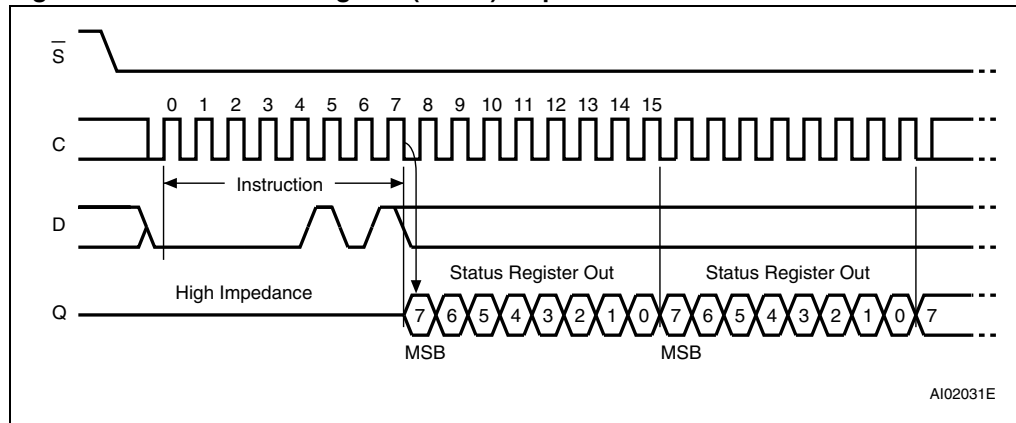 S
0 1 2 3 4 5 6 7 8 9 10 11 12 13 14 15
C
Instruction
D
Status Register Out Status Register Out
High Impedance
Q
7 6 5 4 3 2 1 0 7 6 5 4 3 2 1 0 7
MSB MSB
AI02031E